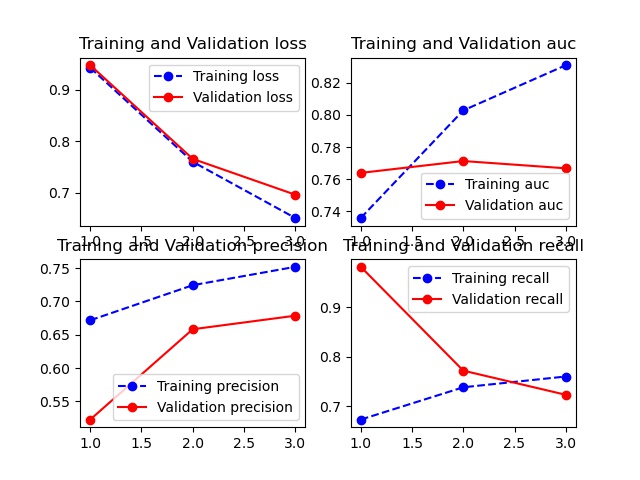 Training and Validation loss
0.9
0.8
0.7
Training loss
Validation loss
1.0 1.5 2.0 2.5 3.0
Training and Validation auc
0.82
0.80
0.78
0.76
0.74
Training auc
Validation auc
1.0 1.5 2.0 2.5 3.0
Training and Validation precision
0.75
0.70
0.65
0.60
0.55
Training precision
Validation precision
1.0 1.5 2.0 2.5 3.0
Training and Validation recall
0.9
0.8
0.7
Training recall
Validation recall
1.0 1.5 2.0 2.5 3.0